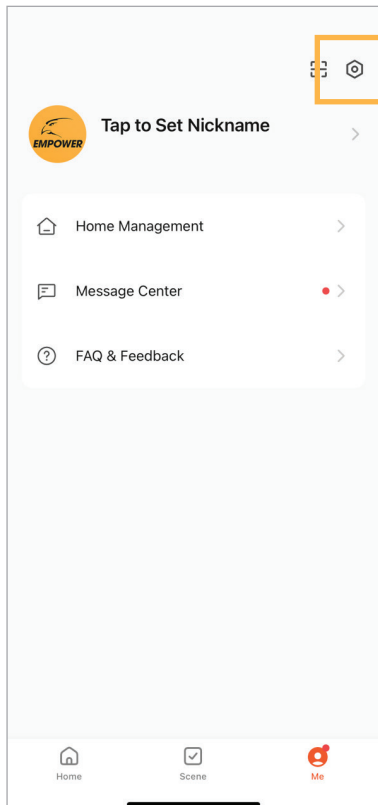 Tap to Set Nickname
EMPOWER
Home Management
Message Center
FAQ & Feedback
Home Scene Me